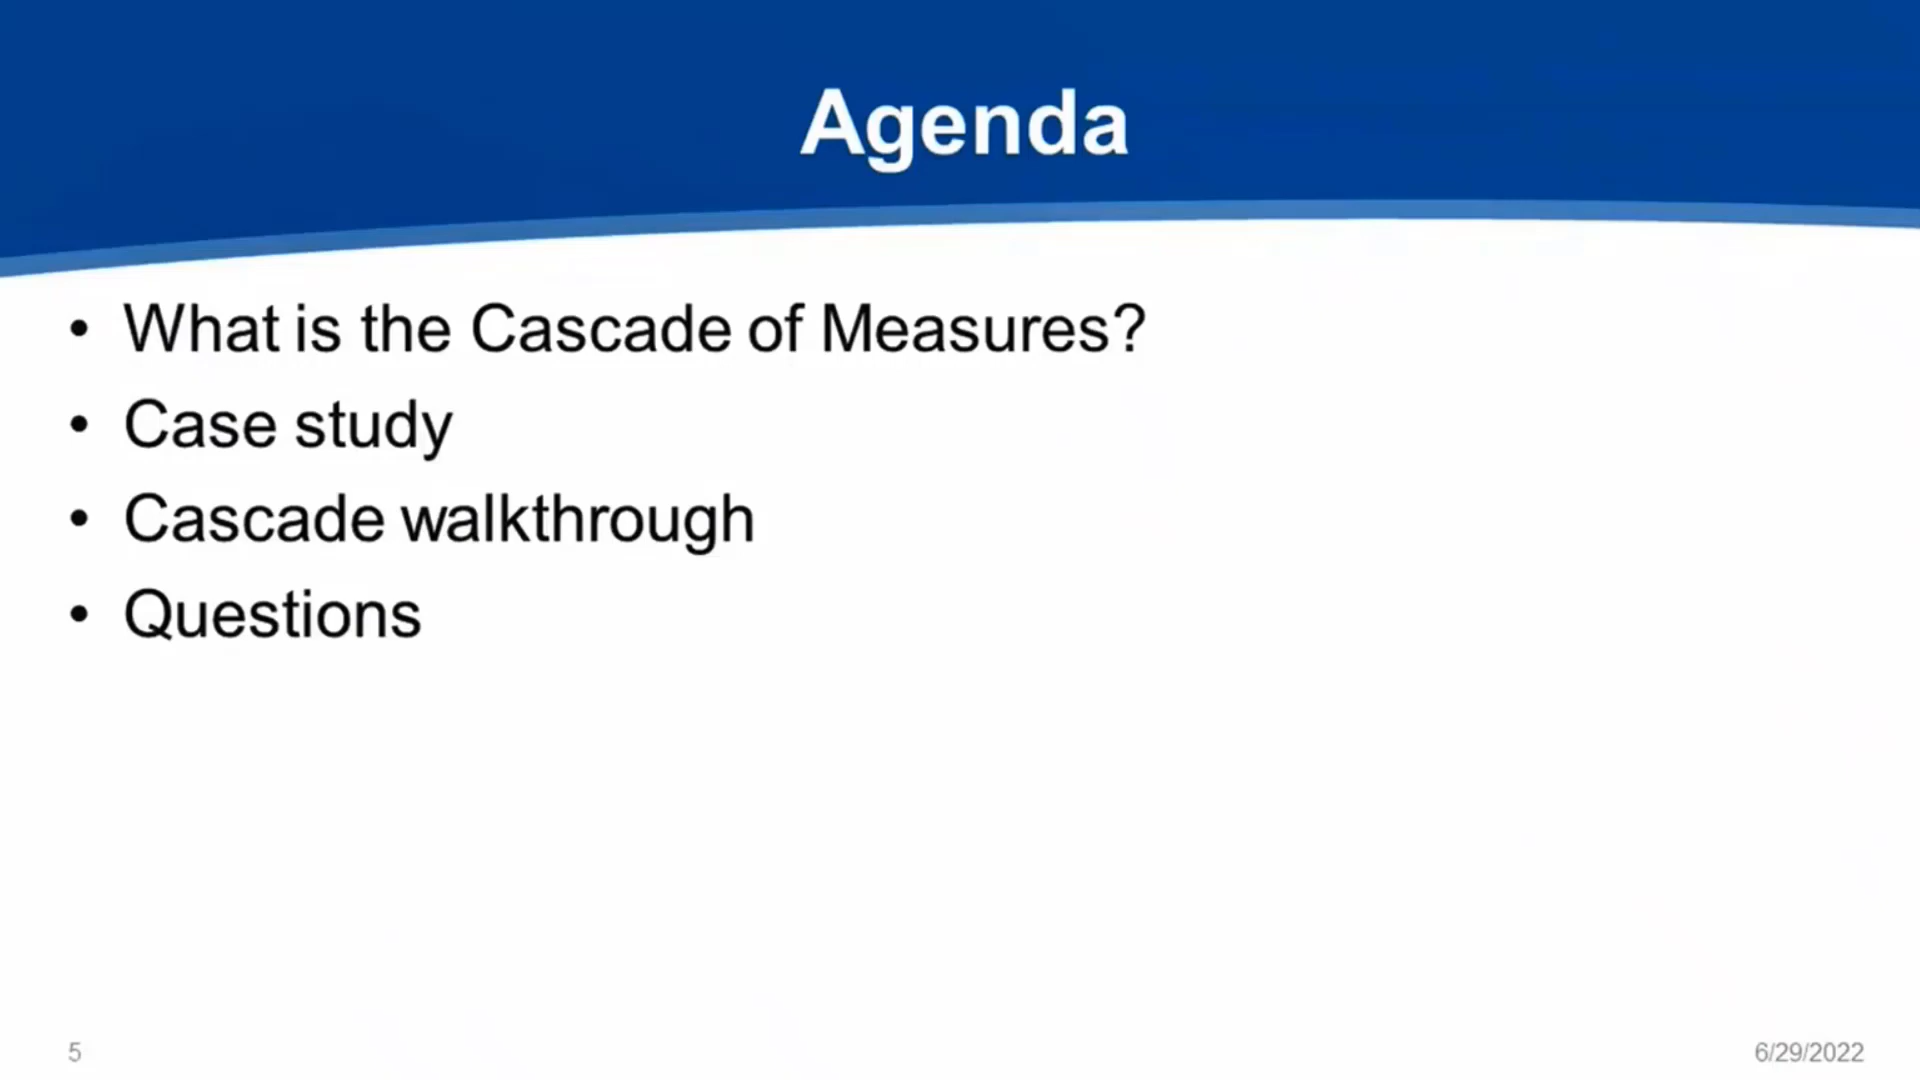 Agenda
• What is the Cascade of Measures?
• Case study
• Cascade walkthrough
• Questions
5
6/29/2022